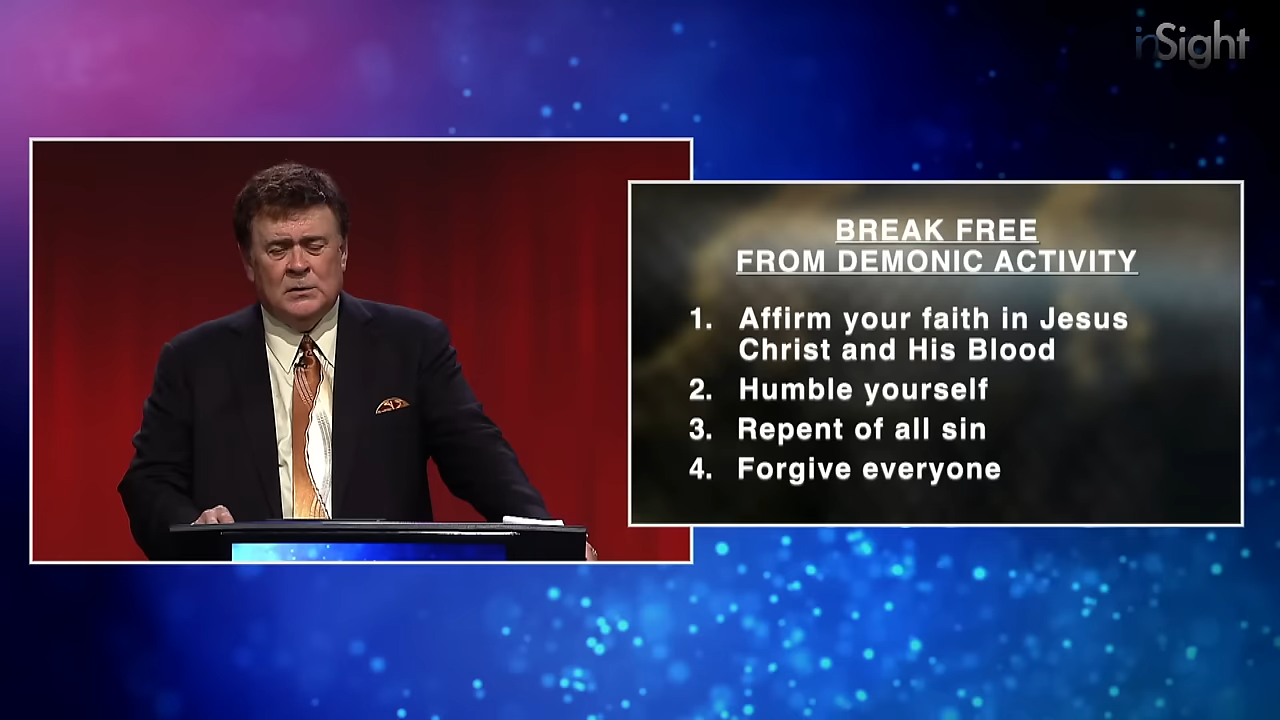 inSight
BREAK FREE
FROM DEMONIC ACTIVITY
1. Affirm your faith in Jesus
Christ and His Blood
2. Humble yourself
3. Repent of all sin
4. Forgive everyone